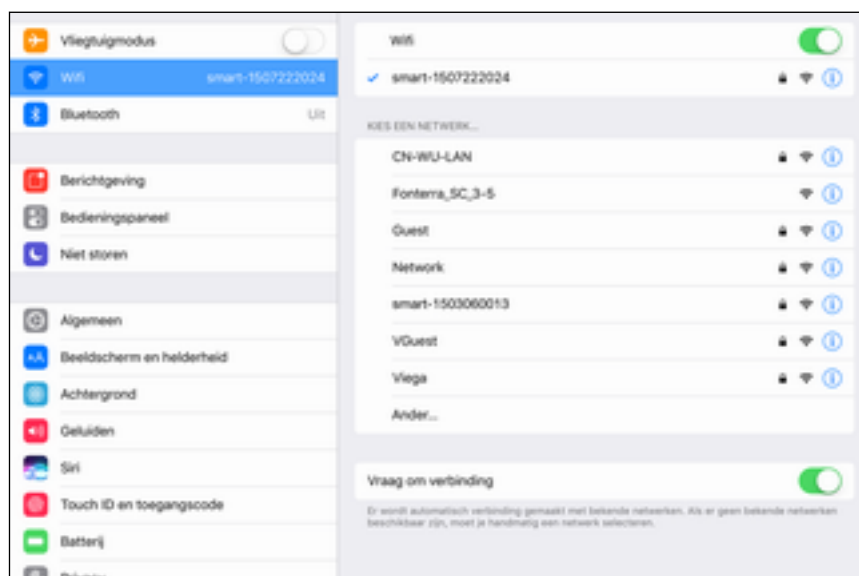 Vliegtuigmodus
Wifi smart-1507222024
Bluetooth Uit
Berichtgeving
Bedieningspaneel
Niet storen
Algemeen
Beeldscherm en helderheid
Achtergrond
Geluiden
Siri
Touch ID en toegangscode
Batterij
Wifi
smart-1507222024
KIES EEN NETWERK...
CN-WU-LAN
Fonterra_SC_3-5
Guest
Network
smart-1503060013
VGuest
Viega
Ander...
Vraag om verbinding
Er wordt automatisch verbinding gemaakt met bekende netwerken. Als er geen bekende netwerken
beschikbaar zijn, moet je handmatig een netwerk selecteren.